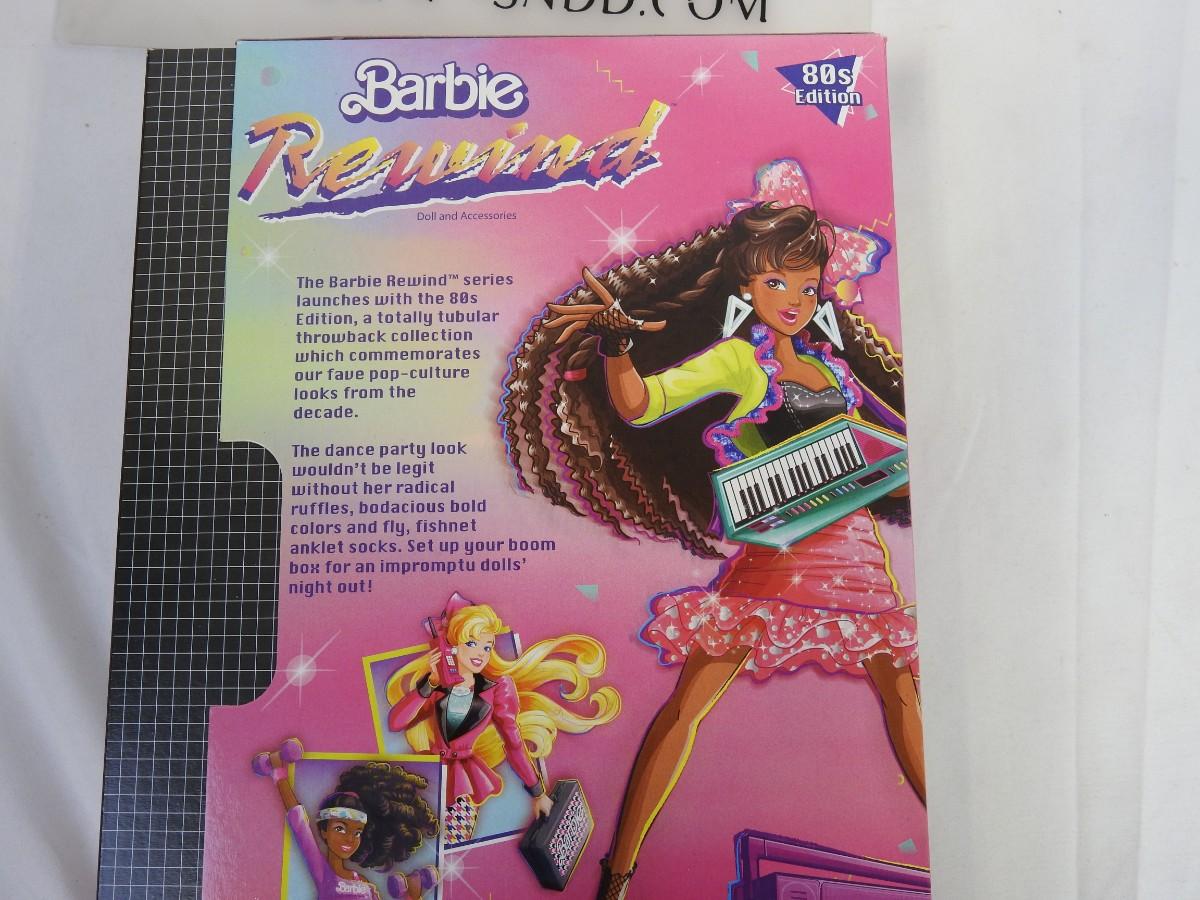 Barbie
Rewind
Doll and Accessories
80s
Edition
The Barbie Rewind™ series
launches with the 80s
Edition, a totally tubular
throwback collection
which commemorates
our fave pop-culture
looks from the
decade.
The dance party look
wouldn't be legit
without her radical
ruffles, bodacious bold
colors and fly, fishnet
anklet socks. Set up your boom
box for an impromptu dolls'
night out!
Barbie
Barbie